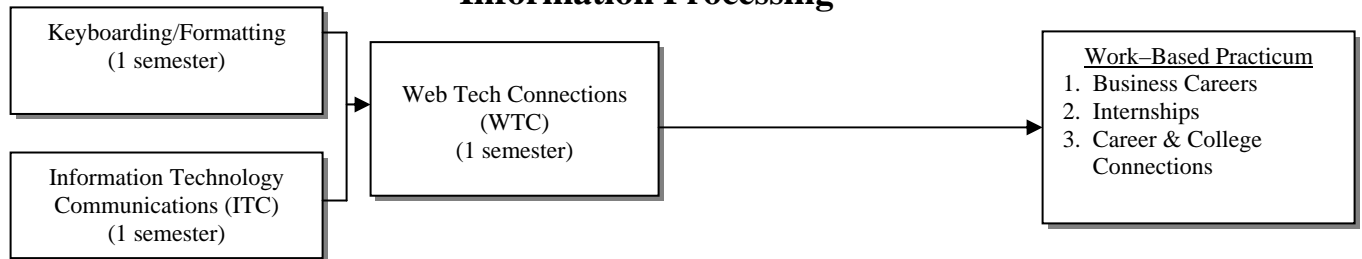 Information Processing
Keyboarding/Formatting
(1 semester)
Web Tech Connections
(WTC)
(1 semester)
Work–Based Practicum
1. Business Careers
2. Internships
3. Career & College
Connections
Information Technology
Communications (ITC)
(1 semester)